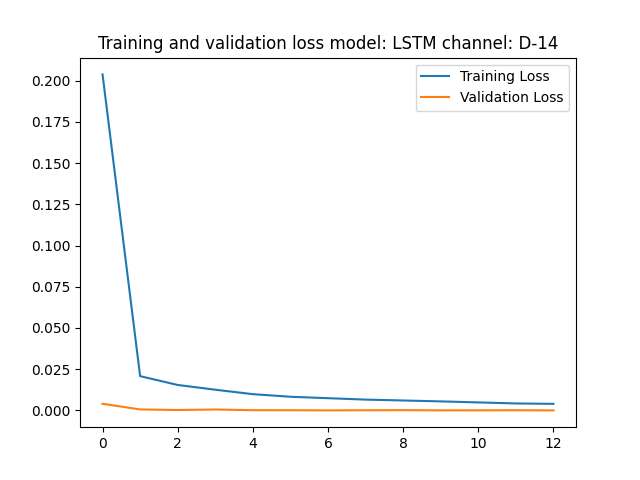 Training and validation loss model: LSTM channel: D-14
Training Loss
Validation Loss
0.200
0.175
0.150
0.125
0.100
0.075
0.050
0.025
0.000
0 2 4 6 8 10 12